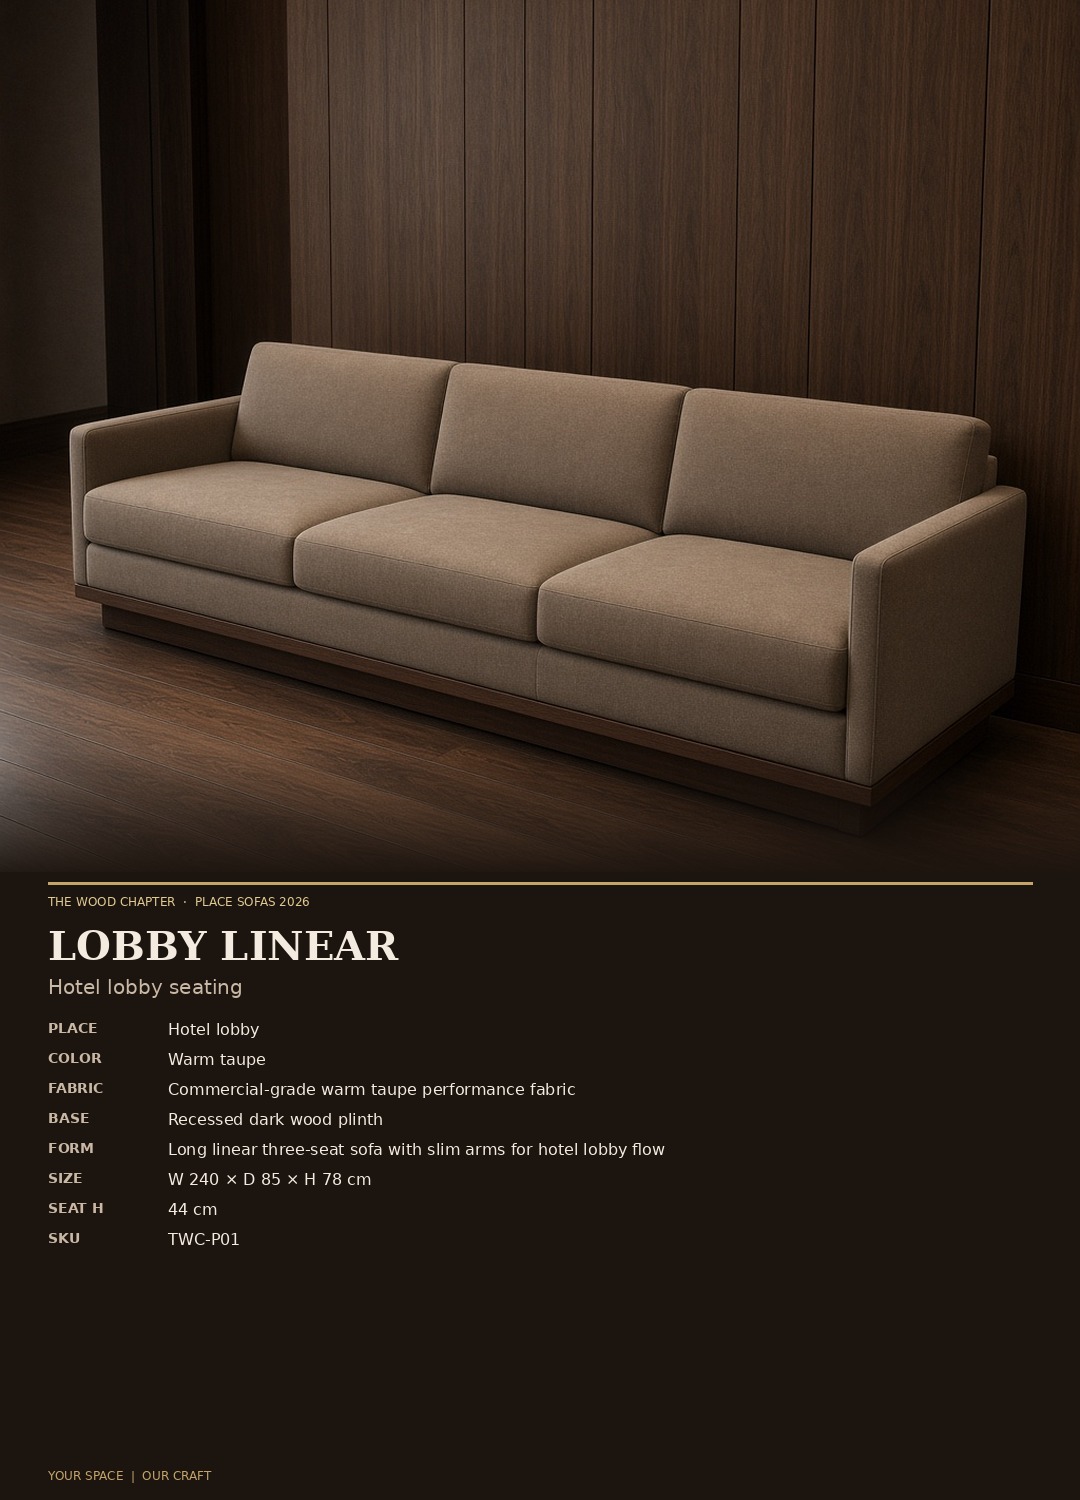 THE WOOD CHAPTER · PLACE SOFAS 2026
LOBBY LINEAR
Hotel lobby seating
PLACE Hotel lobby
COLOR Warm taupe
FABRIC Commercial-grade warm taupe performance fabric
BASE Recessed dark wood plinth
FORM Long linear three-seat sofa with slim arms for hotel lobby flow
SIZE W 240 × D 85 × H 78 cm
SEAT H 44 cm
SKU TWC-P01
YOUR SPACE | OUR CRAFT